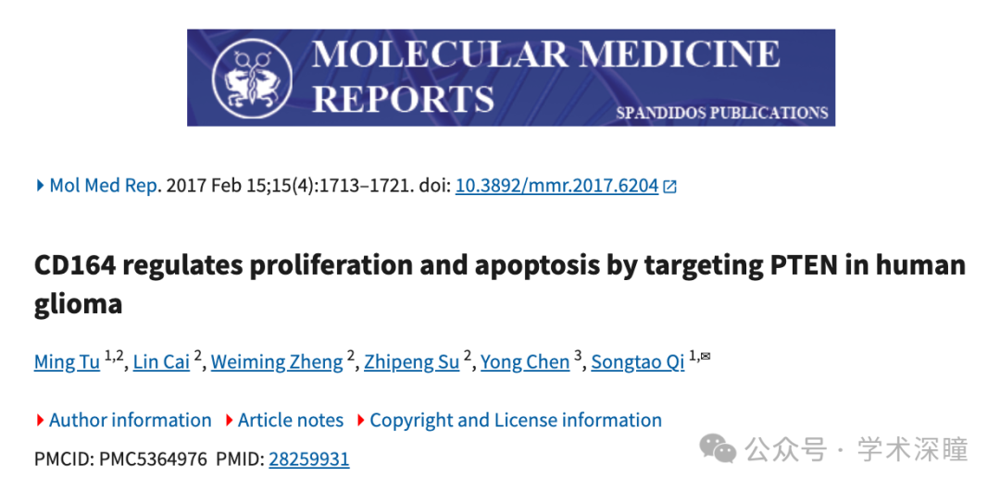 MOLECULAR MEDICINE
REPORTS
SPANDIDOS PUBLICATIONS
Mol Med Rep. 2017 Feb 15;15(4):1713–1721. doi: 10.3892/mmr.2017.6204
CD164 regulates proliferation and apoptosis by targeting PTEN in human
glioma
Ming Tu 1,2, Lin Cai 2, Weiming Zheng 2, Zhipeng Su 2, Yong Chen 3, Songtao Qi 1,✉
Author information Article notes Copyright and License information
PMCID: PMC5364976 PMID: 28259931
公众号 · 学术深瞳